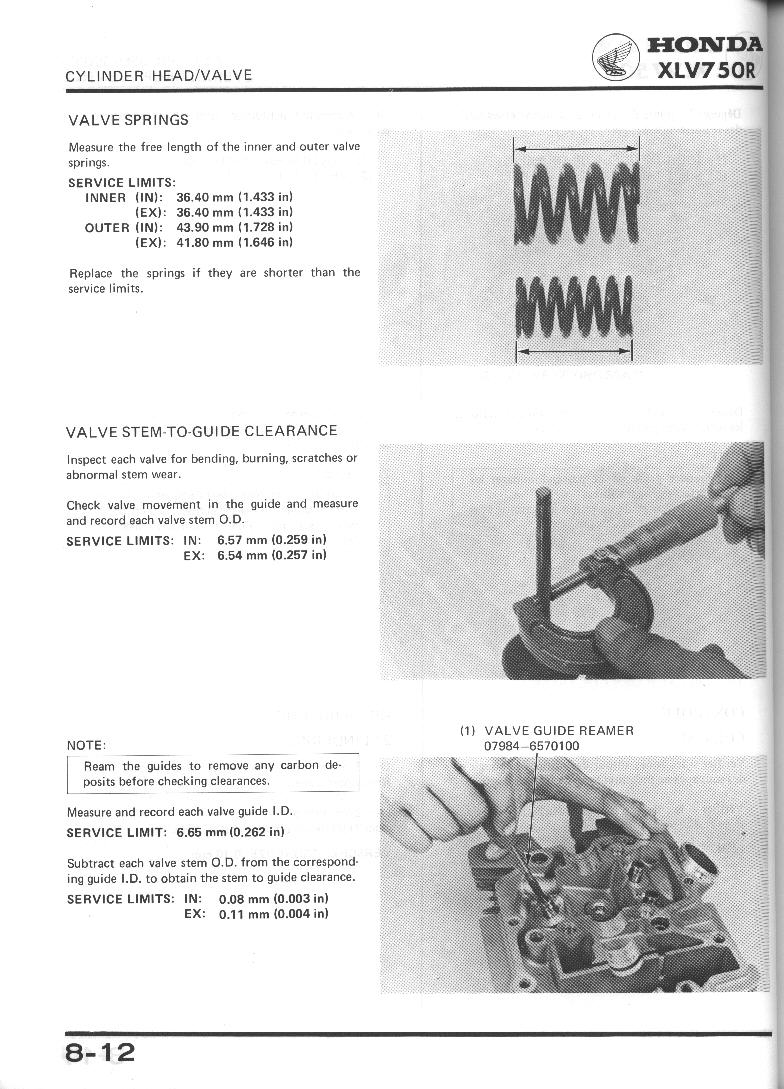 CYLINDER HEAD/VALVE
HONDA
XLV750R
VALVE SPRINGS
Measure the free length of the inner and outer valve
springs.
SERVICE LIMITS:
INNER (IN): 36.40 mm (1.433 in)
(EX): 36.40 mm (1.433 in)
OUTER (IN): 43.90 mm (1.728 in)
(EX): 41.80 mm (1.646 in)
Replace the springs if they are shorter than the
service limits.
VALVE STEM-TO-GUIDE CLEARANCE
Inspect each valve for bending, burning, scratches or
abnormal stem wear.
Check valve movement in the guide and measure
and record each valve stem O.D.
SERVICE LIMITS: IN: 6.57 mm (0.259 in)
EX: 6.54 mm (0.257 in)
(1) VALVE GUIDE REAMER
07984-6570100
NOTE:
Ream the guides to remove any carbon de-
posits before checking clearances.
Measure and record each valve guide I.D.
SERVICE LIMIT: 6.65 mm (0.262 in)
Subtract each valve stem O.D. from the correspond-
ing guide I.D. to obtain the stem to guide clearance.
SERVICE LIMITS: IN: 0.08 mm (0.003 in)
EX: 0.11 mm (0.004 in)
8-12